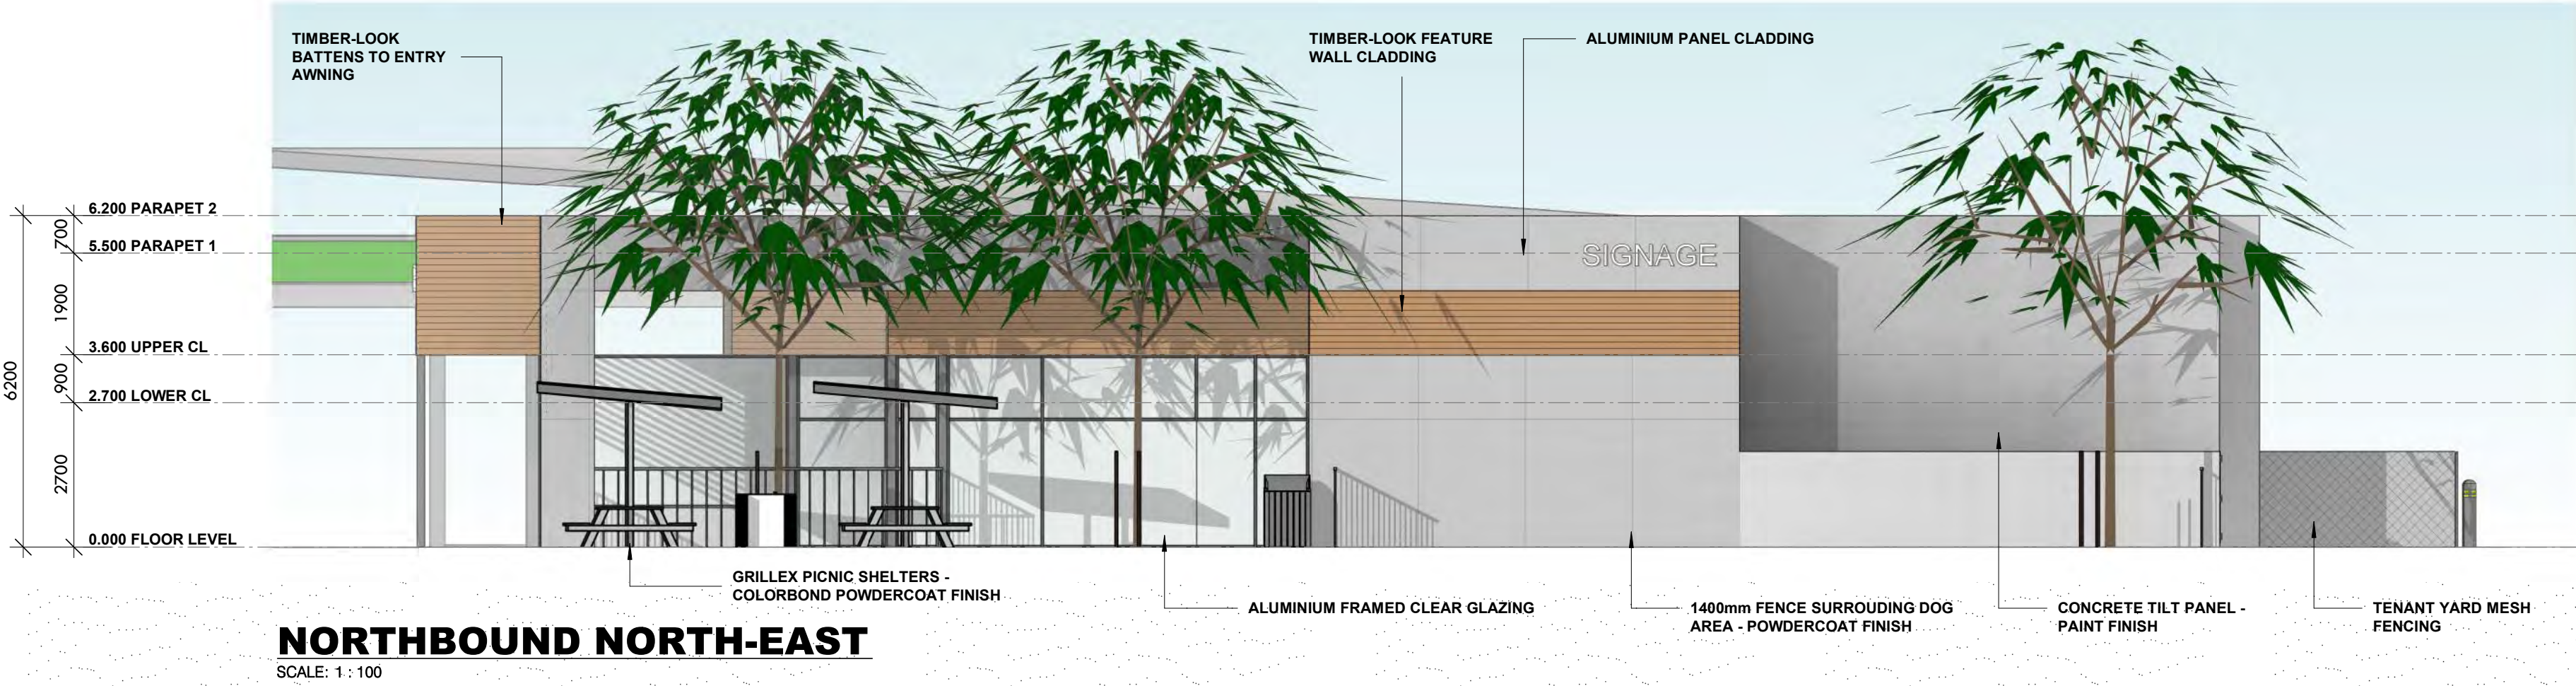 TIMBER-LOOK
BATTENS TO ENTRY
AWNING
TIMBER-LOOK FEATURE
WALL CLADDING
ALUMINIUM PANEL CLADDING
6.200 PARAPET 2
700
5.500 PARAPET 1
SIGNAGE
1900
3.600 UPPER CL
6200
900
2.700 LOWER CL
2700
0.000 FLOOR LEVEL
GRILLEX PICNIC SHELTERS -
COLORBOND POWDERCOAT FINISH
ALUMINIUM FRAMED CLEAR GLAZING
1400mm FENCE SURROUDING DOG
AREA - POWDERCOAT FINISH
CONCRETE TILT PANEL -
PAINT FINISH
TENANT YARD MESH
FENCING
NORTHBOUND NORTH-EAST
SCALE: 1 : 100